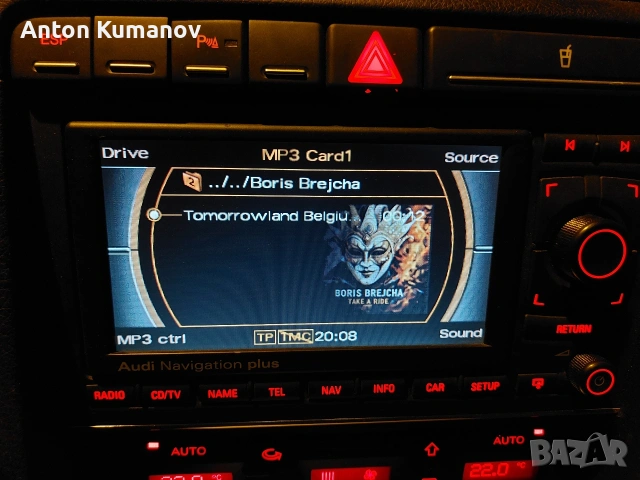 Anton Kumanov
ESP
P
Drive
MP3 Card1
Source
2
../../Boris Brejcha
Tomorrowland Belgiu...
BORIS BREJCHA
TAKE A RIDE
MP3 ctrl
TP TMC 20:08
Sound
RETURN
Audi Navigation plus
RADIO CD/TV NAME TEL NAV INFO CAR SETUP
AUTO
AUTO
22.0 °C
BAZAR